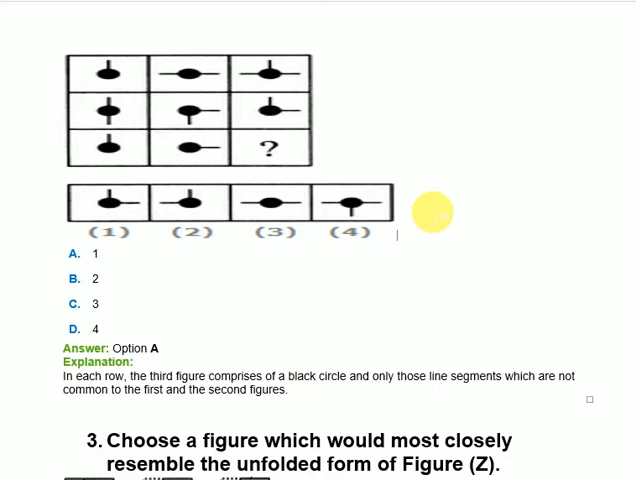 ?
(1) (2) (3) (4)
A. 1
B. 2
C. 3
D. 4
Answer: Option A
Explanation:
In each row, the third figure comprises of a black circle and only those line segments which are not
common to the first and the second figures.
3. Choose a figure which would most closely
resemble the unfolded form of Figure (Z).